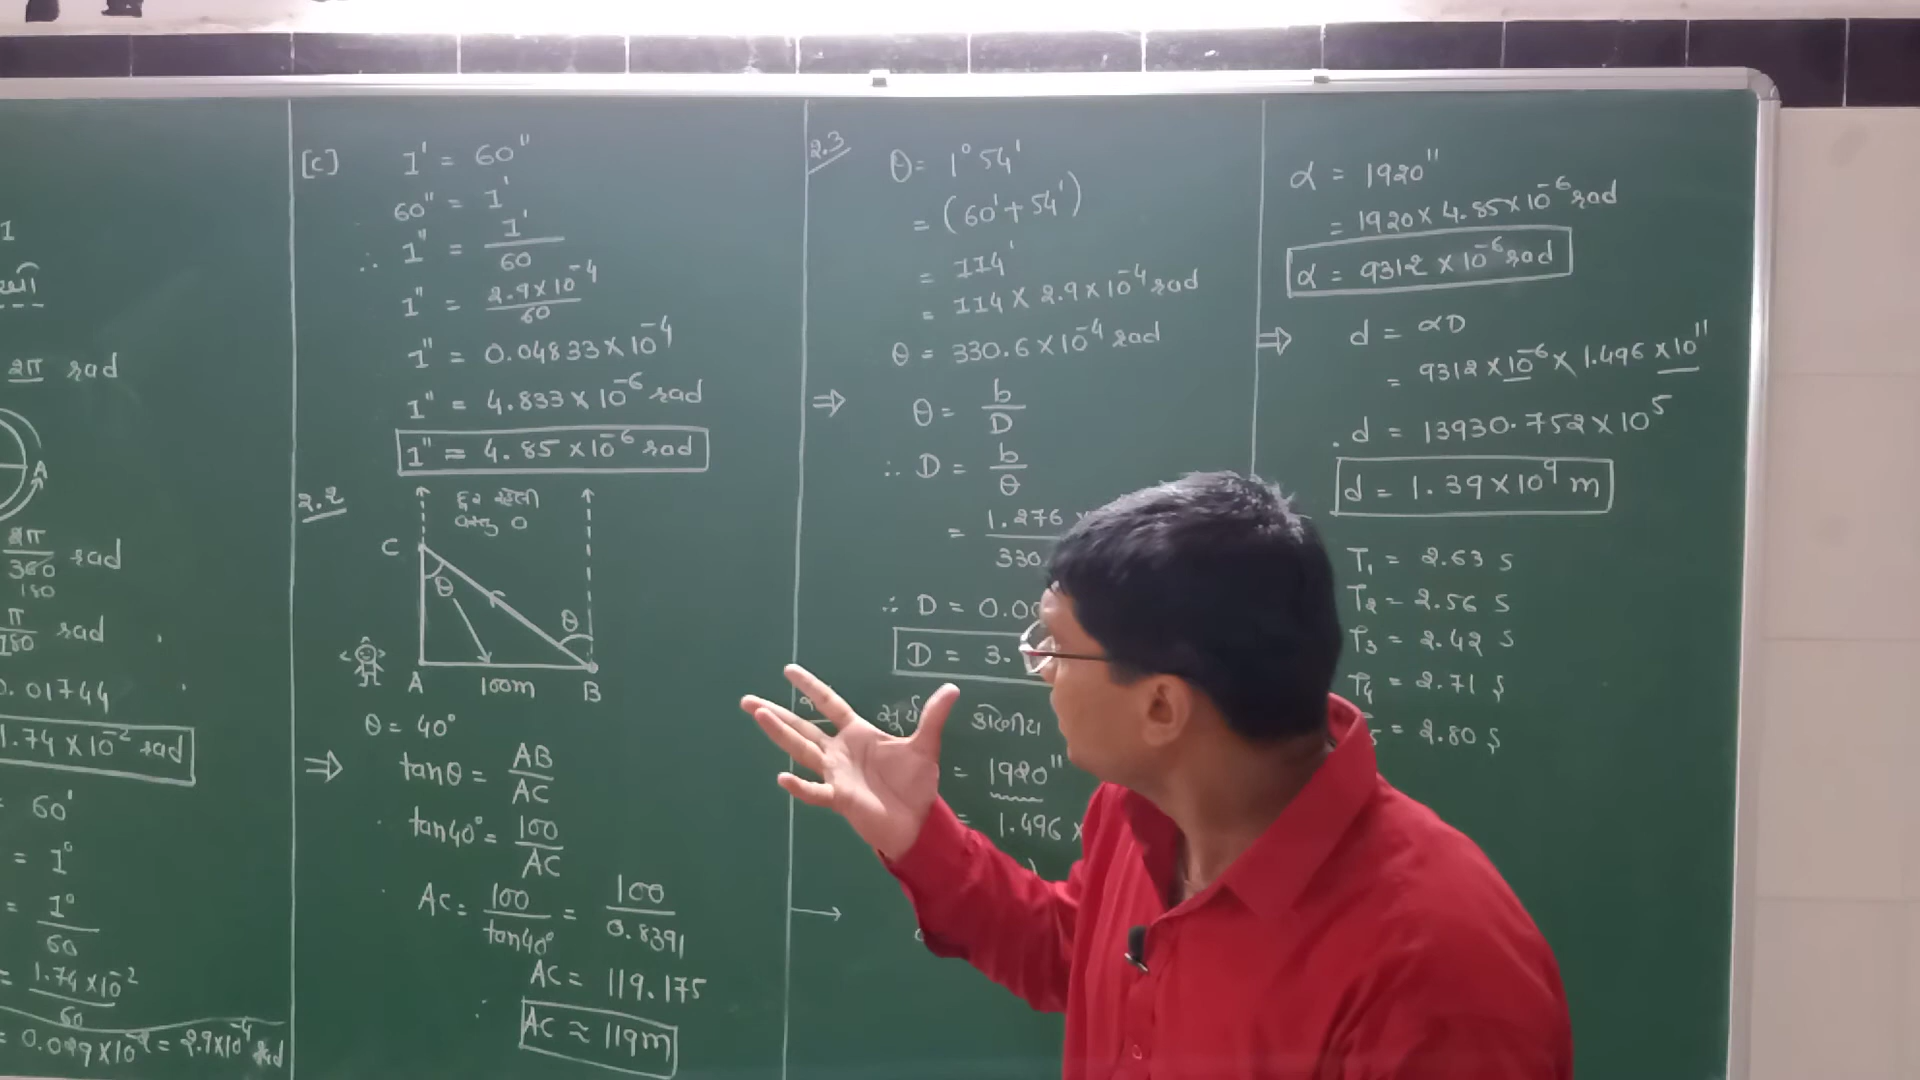 1
2π rad
A
2π
360 rad
180
π
180 rad
0.01744
1.74 × 10⁻² rad
= 60'
= 1°
= 1°
60
= 1.74 × 10⁻²
60
= 0.029 × 10⁻² = 2.9 × 10⁻⁴ rad
[c] 1' = 60"
60" = 1'
∴ 1" = 1'
60
1" = 2.9 × 10⁻⁴
60
1" = 0.04833 × 10⁻⁴
1" = 4.833 × 10⁻⁶ rad
1" = 4.85 × 10⁻⁶ rad
૨.૨
C
θ
θ
A 100m B
θ = 40°
⇒ tanθ = AB
AC
tan40° = 100
AC
AC = 100 = 100
tan40° 0.8391
AC = 119.175
∴ AC ≈ 119m
૨.3 θ = 1° 54'
= (60' + 54')
= 114'
= 114 × 2.9 × 10⁻⁴ rad
θ = 330.6 × 10⁻⁴ rad
⇒ θ = b
D
∴ D = b
θ
= 1.276
330
∴ D = 0.00
D = 3.
કોણીય
= 1920"
= 1.496 ×
α = 1920"
= 1920 × 4.85 × 10⁻⁶ rad
α = 9312 × 10⁻⁶ rad
⇒ d = αD
= 9312 × 10⁻⁶ × 1.496 × 10¹¹
d = 13930.752 × 10⁵
d = 1.39 × 10⁹ m
T₁ = 2.63 s
T₂ = 2.56 s
T₃ = 2.42 s
T₄ = 2.71 s
5 = 2.80 s